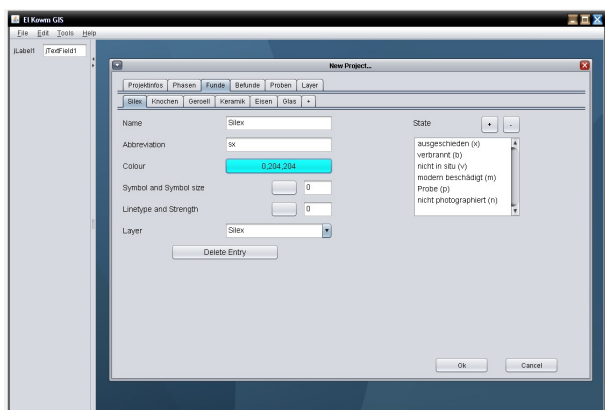 El Kowm GIS
File Edit Tools Help
jLabel1 jTextField1
New Project...
Projektinfos Phasen Funde Befunde Proben Layer
Silex Knochen Geroell Keramik Eisen Glas +
Name Silex State + -
Abbreviation sx ausgeschieden (x)
verbrannt (b)
Colour 0,204,204 nicht in situ (v)
modern beschädigt (m)
Symbol and Symbol size 0 Probe (p)
nicht photographiert (n)
Linetype and Strength 0
Layer Silex
Delete Entry
Ok Cancel